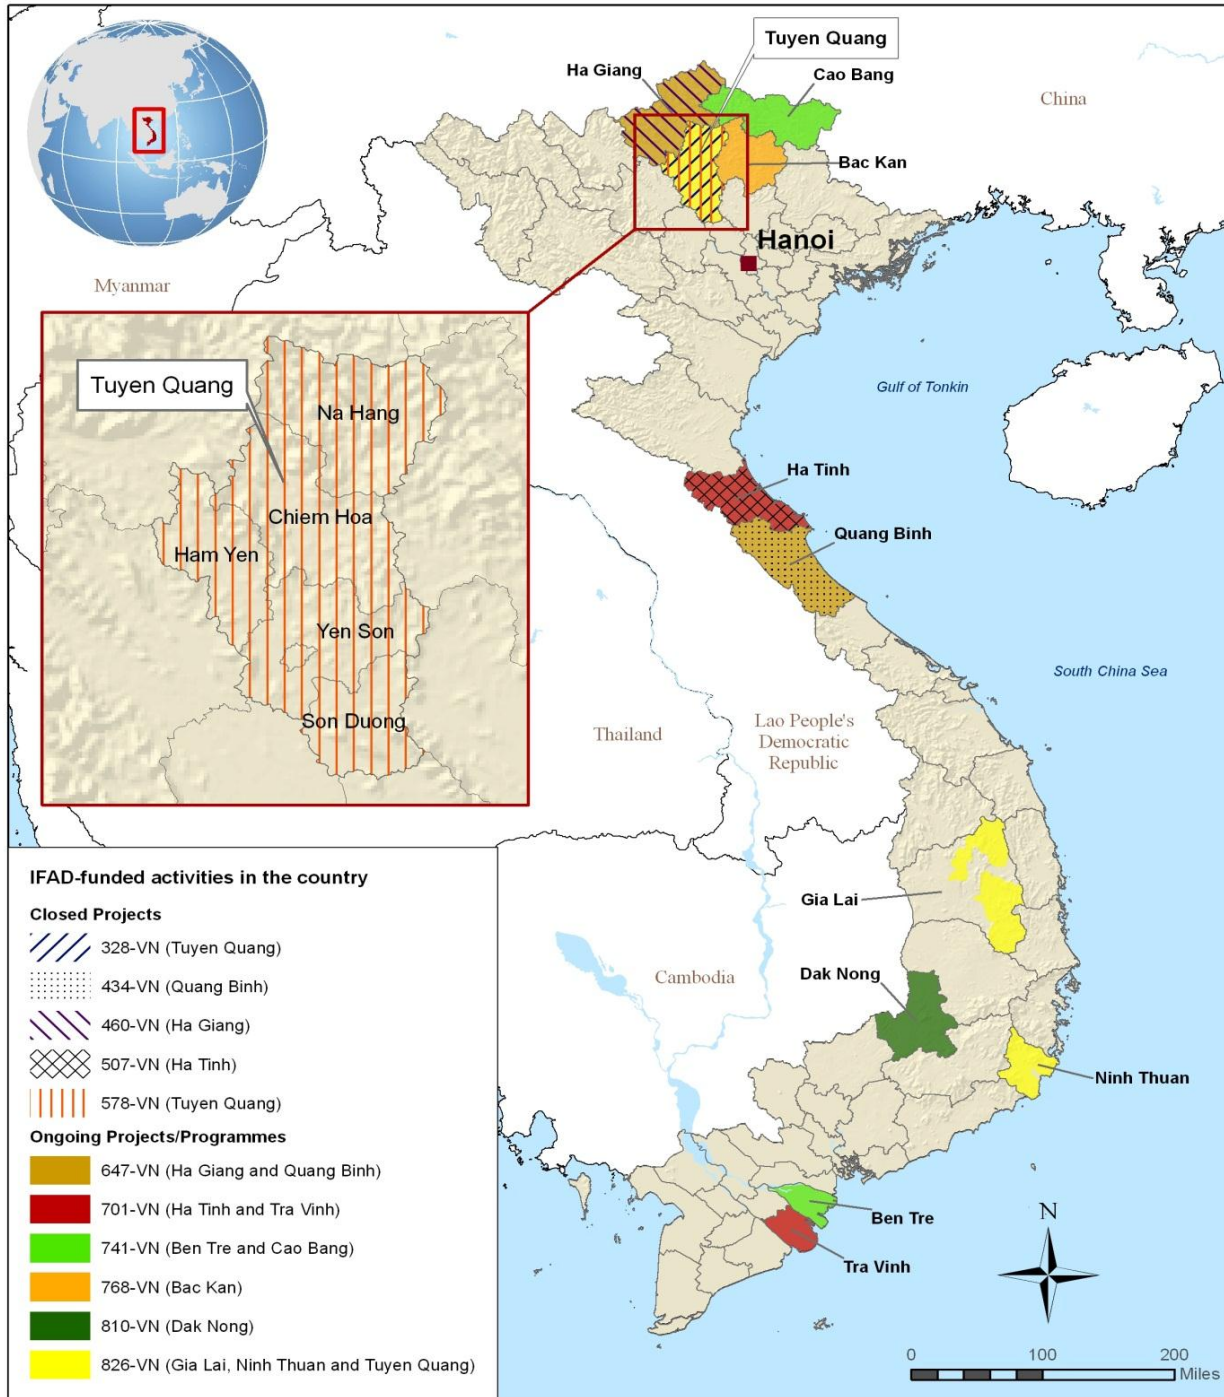 Tuyen Quang
Ha Giang
Cao Bang
China
Bac Kan
Hanoi
Myanmar
Tuyen Quang
Na Hang
Chiem Hoa
Ham Yen
Yen Son
Son Duong
Gulf of Tonkin
Ha Tinh
Quang Binh
South China Sea
Thailand
Lao People's
Democratic
Republic
Gia Lai
Cambodia
Dak Nong
Ninh Thuan
Ben Tre
Tra Vinh
IFAD-funded activities in the country
Closed Projects
328-VN (Tuyen Quang)
434-VN (Quang Binh)
460-VN (Ha Giang)
507-VN (Ha Tinh)
578-VN (Tuyen Quang)
Ongoing Projects/Programmes
647-VN (Ha Giang and Quang Binh)
701-VN (Ha Tinh and Tra Vinh)
741-VN (Ben Tre and Cao Bang)
768-VN (Bac Kan)
810-VN (Dak Nong)
826-VN (Gia Lai, Ninh Thuan and Tuyen Quang)
N
0 100 200
Miles